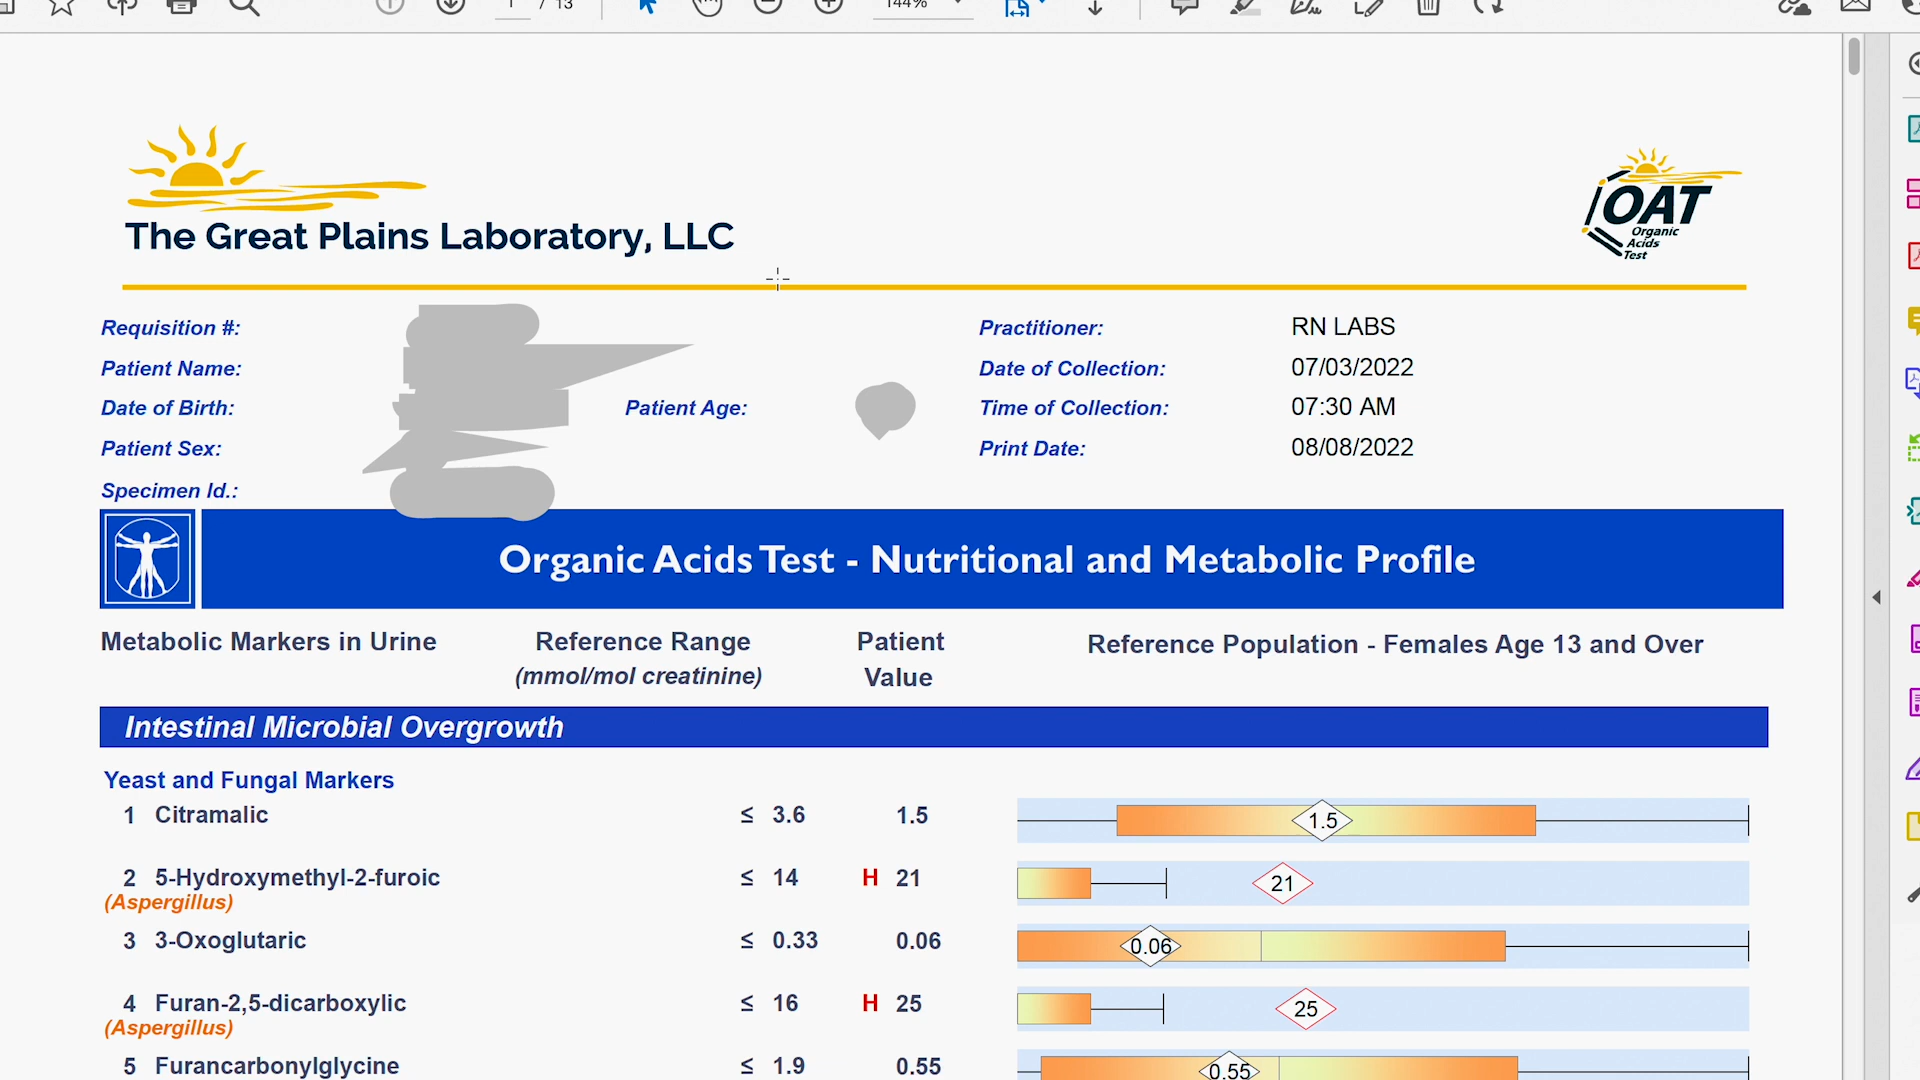 1 / 13
144%
The Great Plains Laboratory, LLC
OAT
Organic
Acids
Test
Requisition #:
Practitioner: RN LABS
Patient Name:
Date of Collection: 07/03/2022
Date of Birth: Patient Age:
Time of Collection: 07:30 AM
Patient Sex:
Print Date: 08/08/2022
Specimen Id.:
Organic Acids Test - Nutritional and Metabolic Profile
Metabolic Markers in Urine Reference Range Patient Reference Population - Females Age 13 and Over
(mmol/mol creatinine) Value
Intestinal Microbial Overgrowth
Yeast and Fungal Markers
1 Citramalic ≤ 3.6 1.5 1.5
2 5-Hydroxymethyl-2-furoic ≤ 14 H 21 21
(Aspergillus)
3 3-Oxoglutaric ≤ 0.33 0.06 0.06
4 Furan-2,5-dicarboxylic ≤ 16 H 25 25
(Aspergillus)
5 Furancarbonylglycine ≤ 1.9 0.55 0.55